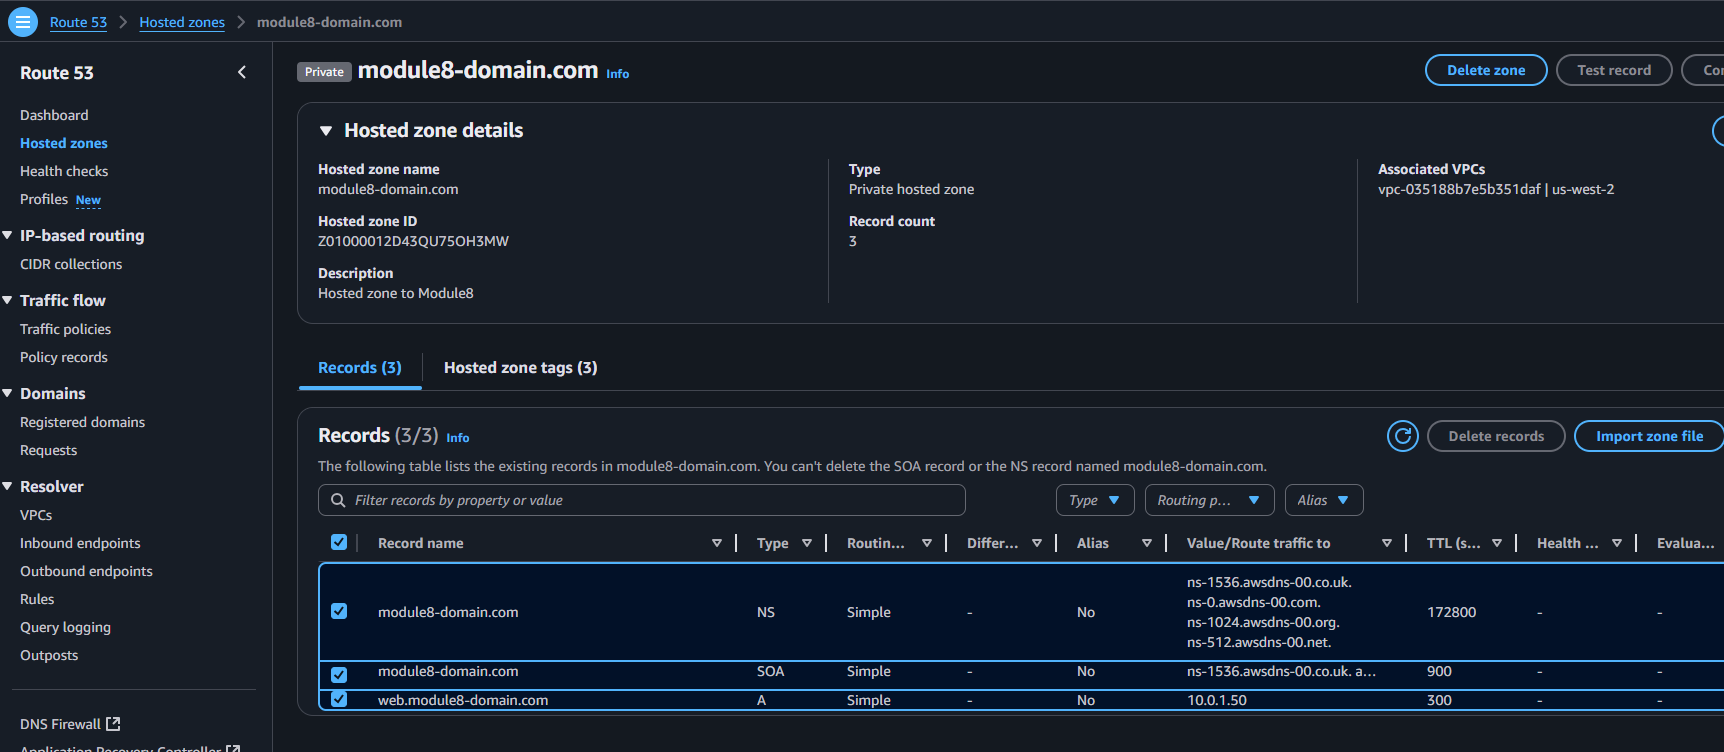 Route 53 > Hosted zones > module8-domain.com
Route 53
Dashboard
Hosted zones
Health checks
Profiles New
IP-based routing
CIDR collections
Traffic flow
Traffic policies
Policy records
Domains
Registered domains
Requests
Resolver
VPCs
Inbound endpoints
Outbound endpoints
Rules
Query logging
Outposts
DNS Firewall
Application Recovery Controller
Private module8-domain.com Info
Delete zone Test record Con
Hosted zone details
Hosted zone name
module8-domain.com
Hosted zone ID
Z01000012D43QU75OH3MW
Description
Hosted zone to Module8
Type
Private hosted zone
Record count
3
Associated VPCs
vpc-035188b7e5b351daf | us-west-2
Records (3) Hosted zone tags (3)
Records (3/3) Info
Delete records Import zone file
The following table lists the existing records in module8-domain.com. You can't delete the SOA record or the NS record named module8-domain.com.
Filter records by property or value Type Routing p... Alias
Record name Type Routin... Differ... Alias Value/Route traffic to TTL (s... Health ... Evalua...
module8-domain.com NS Simple - No ns-1536.awsdns-00.co.uk. 172800 - -
ns-0.awsdns-00.com.
ns-1024.awsdns-00.org.
ns-512.awsdns-00.net.
module8-domain.com SOA Simple - No ns-1536.awsdns-00.co.uk. a... 900 - -
web.module8-domain.com A Simple - No 10.0.1.50 300 - -